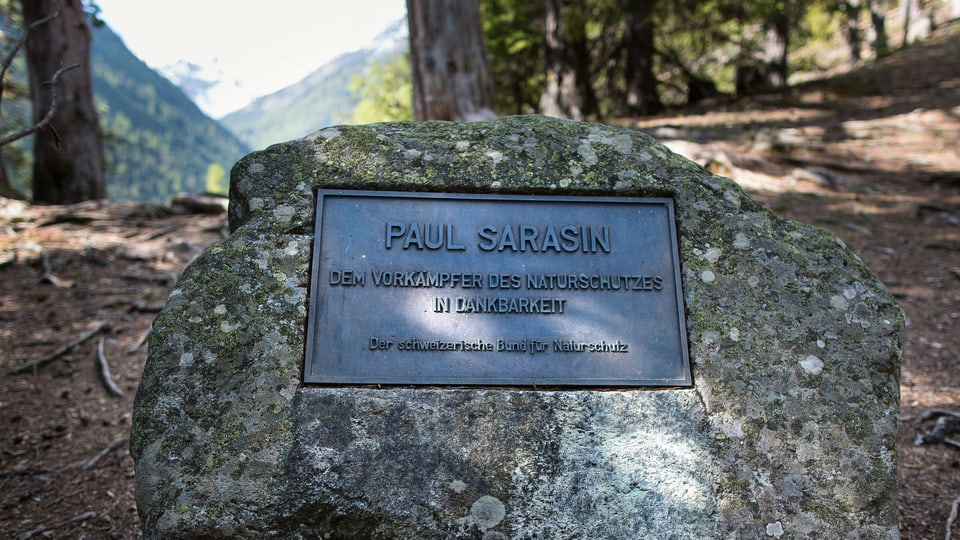 PAUL SARASIN
DEM VORKÄMPFER DES NATURSCHUTZES
IN DANKBARKEIT
Der schweizerische Bund für Naturschutz